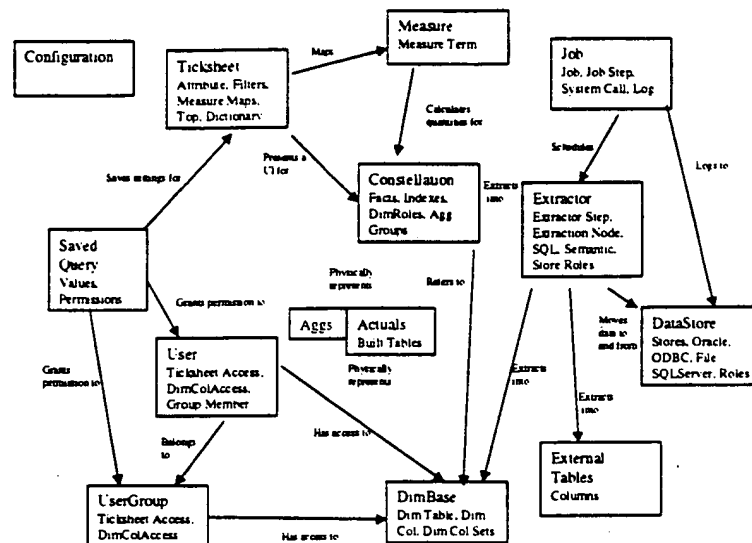 Configuration
Ticksheet
Attribute, Filters,
Measure Maps,
Top, Dictionary
Maps
Measure
Measure Term
Job
Job, Job Step,
System Call, Log
Calculates
quantities for
Schedules
Logs to
Saves settings for
Presents a
UI for
Constellation
Facts, Indexes,
DimRoles, Agg
Groups
Extracts
into
Extractor
Extractor Step,
Extraction Node,
SQL, Semantic,
Store Roles
Saved
Query
Values,
Permissions
Grants permission to
Physically
represents
Refers to
Aggs
Actuals
Built Tables
Physically
represents
Moves
data to
and from
DataStore
Stores, Oracle,
ODBC, File
SQLServer, Roles
Grants
permission to
User
Ticksheet Access,
DimColAccess,
Group Member
Extracts
into
Extracts
into
Belongs
to
Has access to
External
Tables
Columns
UserGroup
Ticksheet Access,
DimColAccess
Has access to
DimBase
Dim Table, Dim
Col, Dim Col Sets